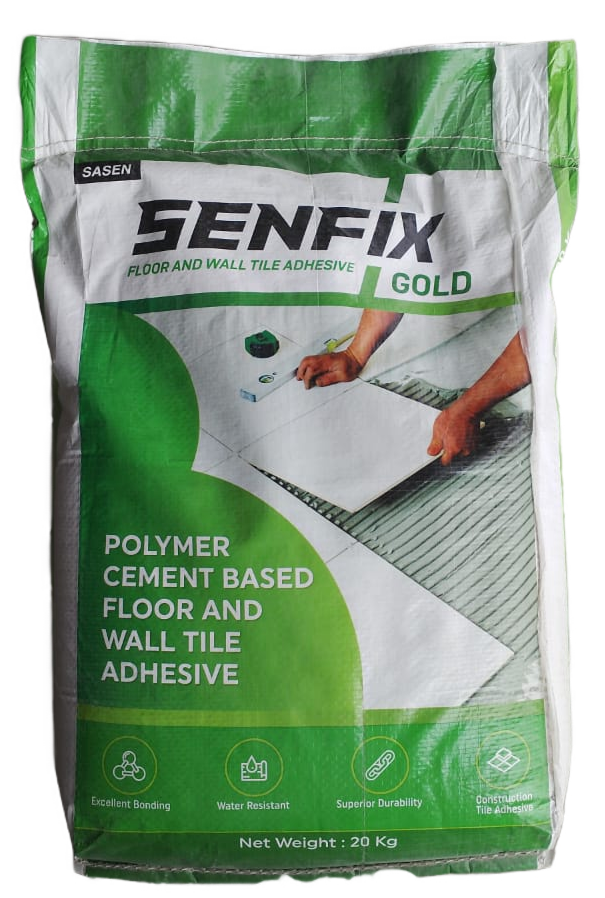 SASEN
SENFIX
FLOOR AND WALL TILE ADHESIVE
GOLD
POLYMER
CEMENT BASED
FLOOR AND
WALL TILE
ADHESIVE
Excellent Bonding
Water Resistant
Superior Durability
Construction
Tile Adhesive
Net Weight : 20 Kg